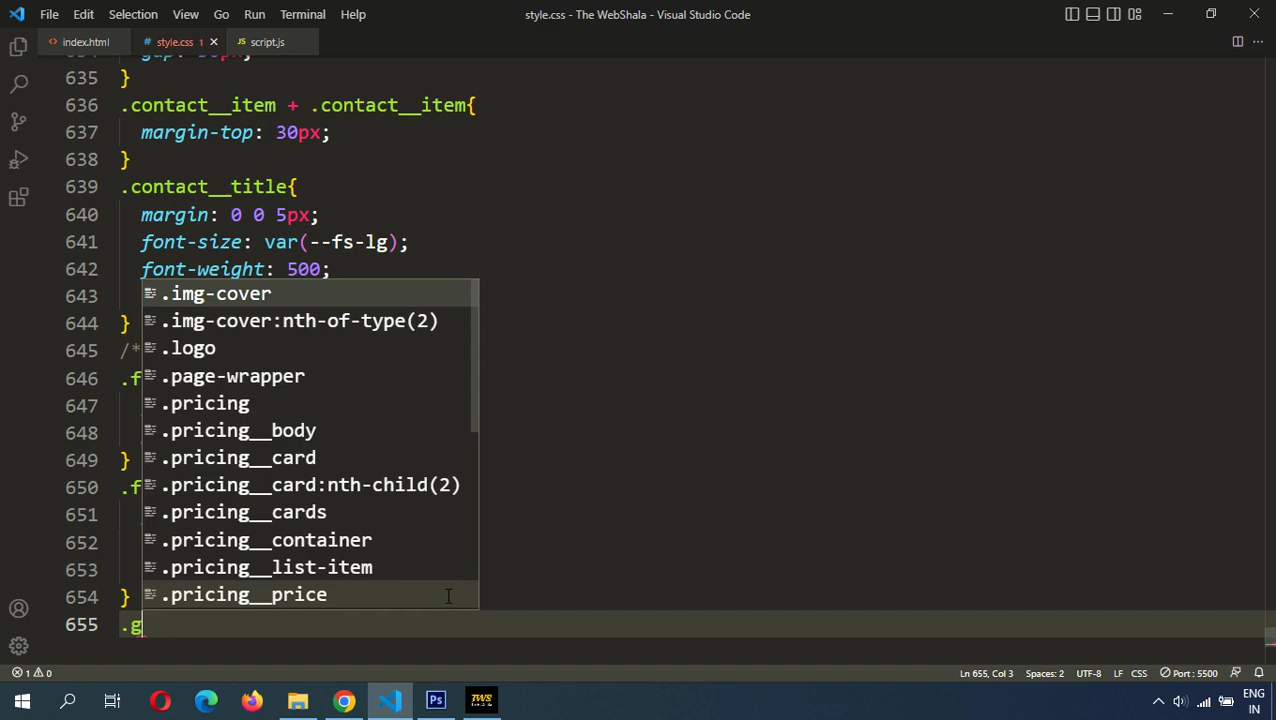 File Edit Selection View Go Run Terminal Help style.css - The WebShala - Visual Studio Code
index.html # style.css 1 script.js
635 }
636 .contact__item + .contact__item{
637 margin-top: 30px;
638 }
639 .contact__title{
640 margin: 0 0 5px;
641 font-size: var(--fs-lg);
642 font-weight: 500;
643 .img-cover
.img-cover:nth-of-type(2)
644 }
645 /* .logo
646 .f .page-wrapper
647 .pricing
648 .pricing__body
649 } .pricing__card
650 .f .pricing__card:nth-child(2)
651 .pricing__cards
652 .pricing__container
653 .pricing__list-item
654 } .pricing__price
655 .g
1 0 Ln 655, Col 3 Spaces: 2 UTF-8 LF CSS Port : 5500
Ps TWS ENG
IN